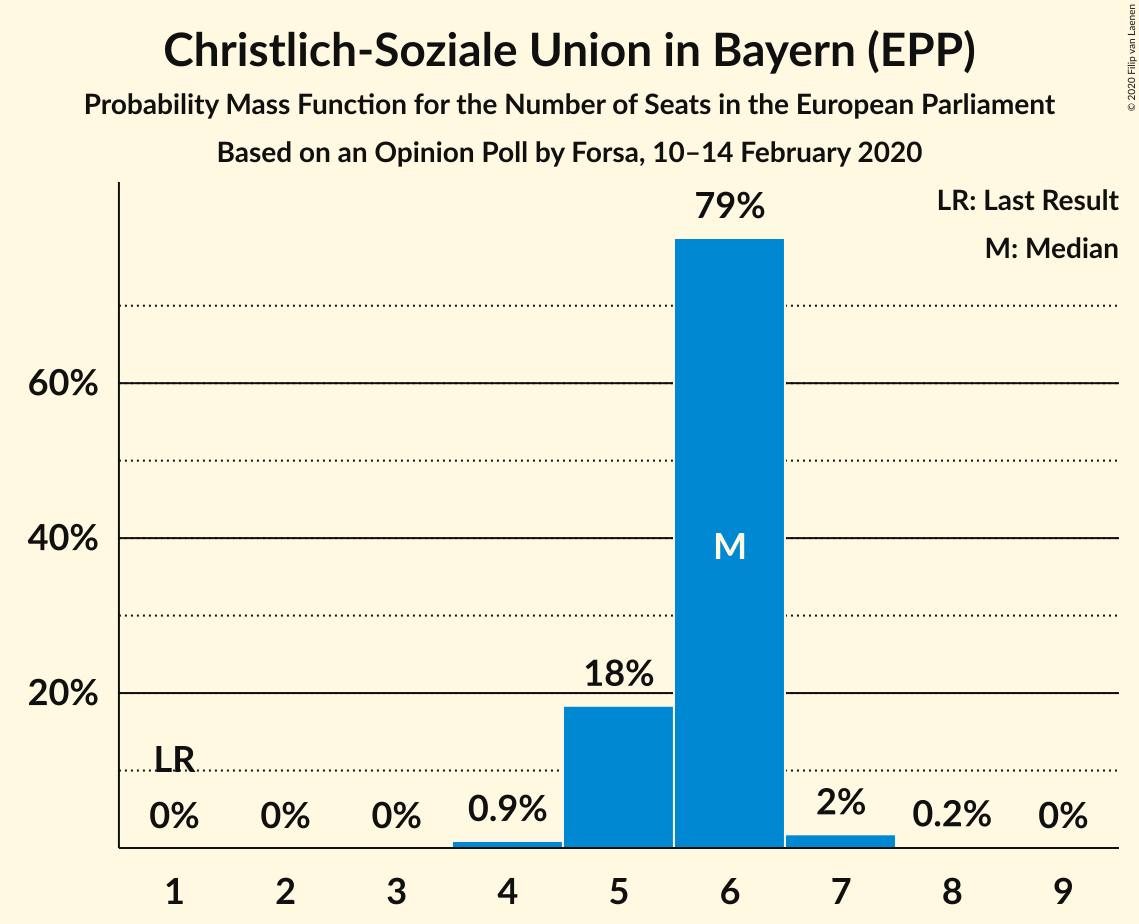 Christlich-Soziale Union in Bayern (EPP)
Probability Mass Function for the Number of Seats in the European Parliament
Based on an Opinion Poll by Forsa, 10–14 February 2020
© 2020 Filip van Laenen
LR: Last Result
M: Median
79%
60%
40%
M
20%
18%
LR
0%
0%
0%
0.9%
2%
0.2%
0%
1 2 3 4 5 6 7 8 9